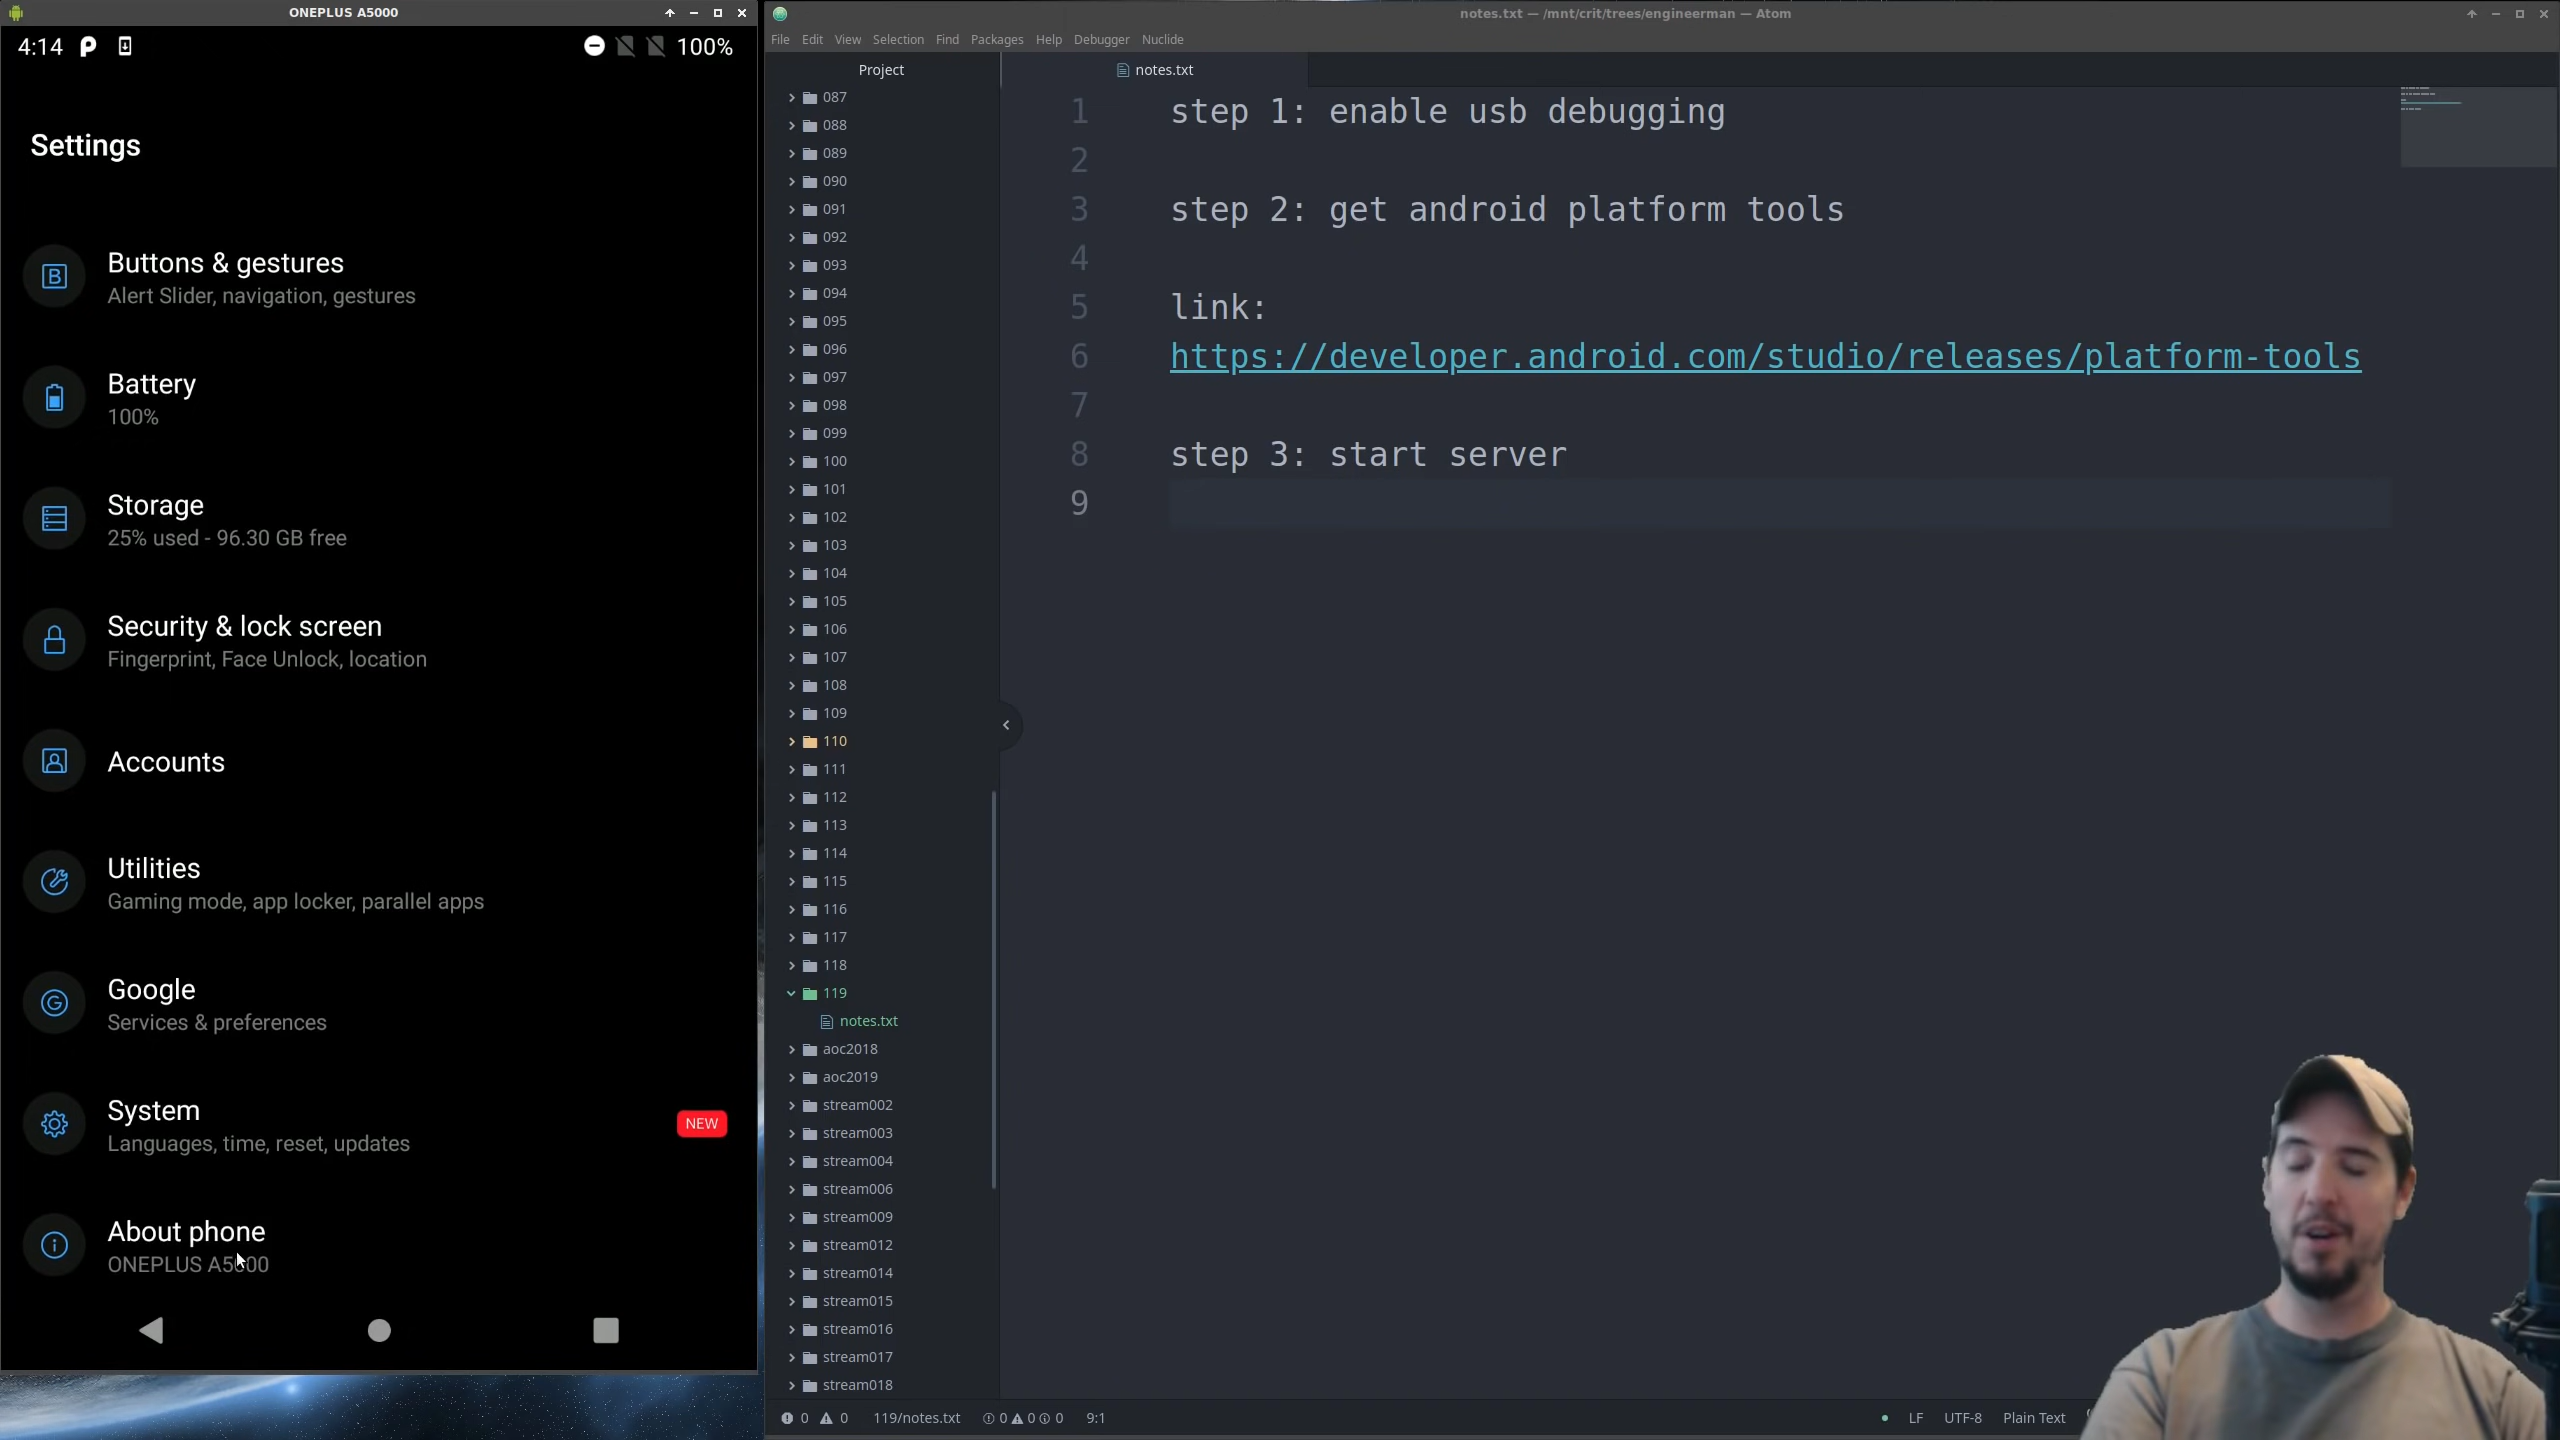 ONEPLUS A5000
4:14
100%
Settings
Buttons & gestures
Alert Slider, navigation, gestures
Battery
100%
Storage
25% used - 96.30 GB free
Security & lock screen
Fingerprint, Face Unlock, location
Accounts
Utilities
Gaming mode, app locker, parallel apps
Google
Services & preferences
System
Languages, time, reset, updates
NEW
About phone
ONEPLUS A5000
notes.txt — /mnt/crit/trees/engineerman — Atom
File Edit View Selection Find Packages Help Debugger Nuclide
Project
087
088
089
090
091
092
093
094
095
096
097
098
099
100
101
102
103
104
105
106
107
108
109
110
111
112
113
114
115
116
117
118
119
notes.txt
aoc2018
aoc2019
stream002
stream003
stream004
stream006
stream009
stream012
stream014
stream015
stream016
stream017
stream018
notes.txt
1 step 1: enable usb debugging
2
3 step 2: get android platform tools
4
5 link:
6 https://developer.android.com/studio/releases/platform-tools
7
8 step 3: start server
9
0 0 119/notes.txt 0 0 0 9:1
LF UTF-8 Plain Text